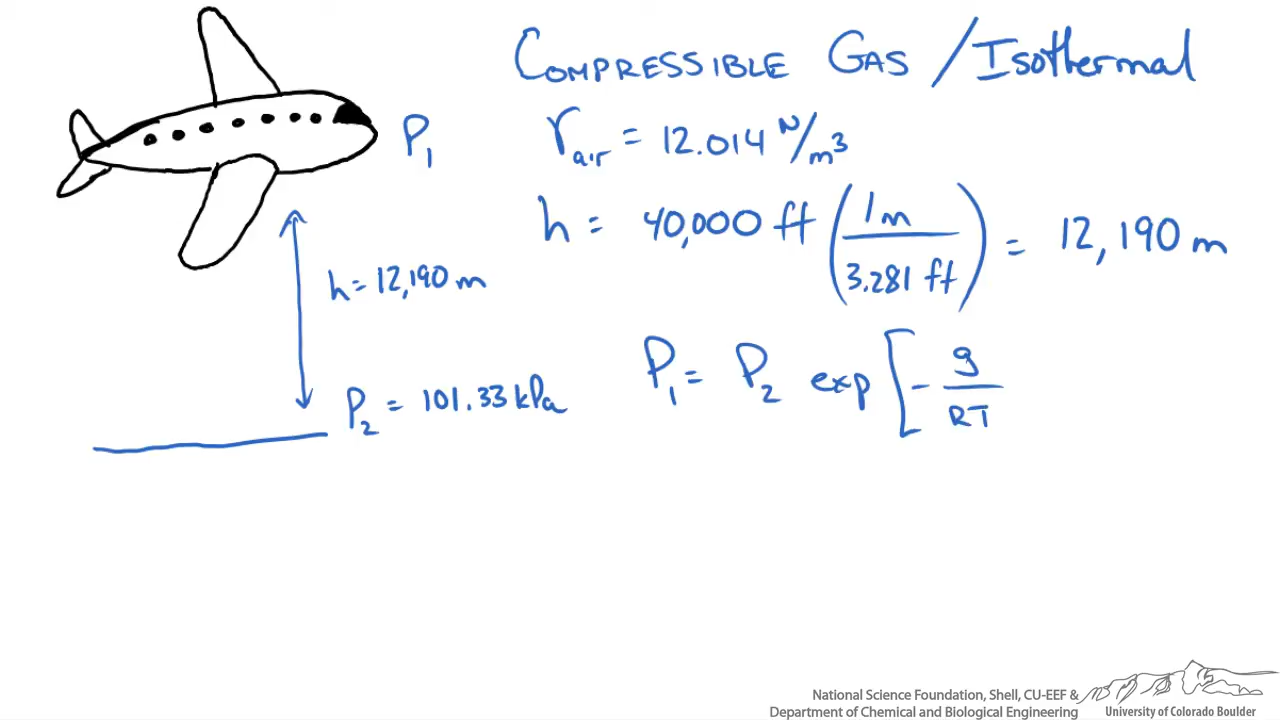 COMPRESSIBLE GAS / Isothermal
P₁
γair = 12.014 N/m³
h = 40,000 ft (1m / 3.281 ft) = 12,190 m
h = 12,190 m
P₁ = P₂ exp [ - g / RT
P₂ = 101.33 kPa
National Science Foundation, Shell, CU-EEF &
Department of Chemical and Biological Engineering
University of Colorado Boulder